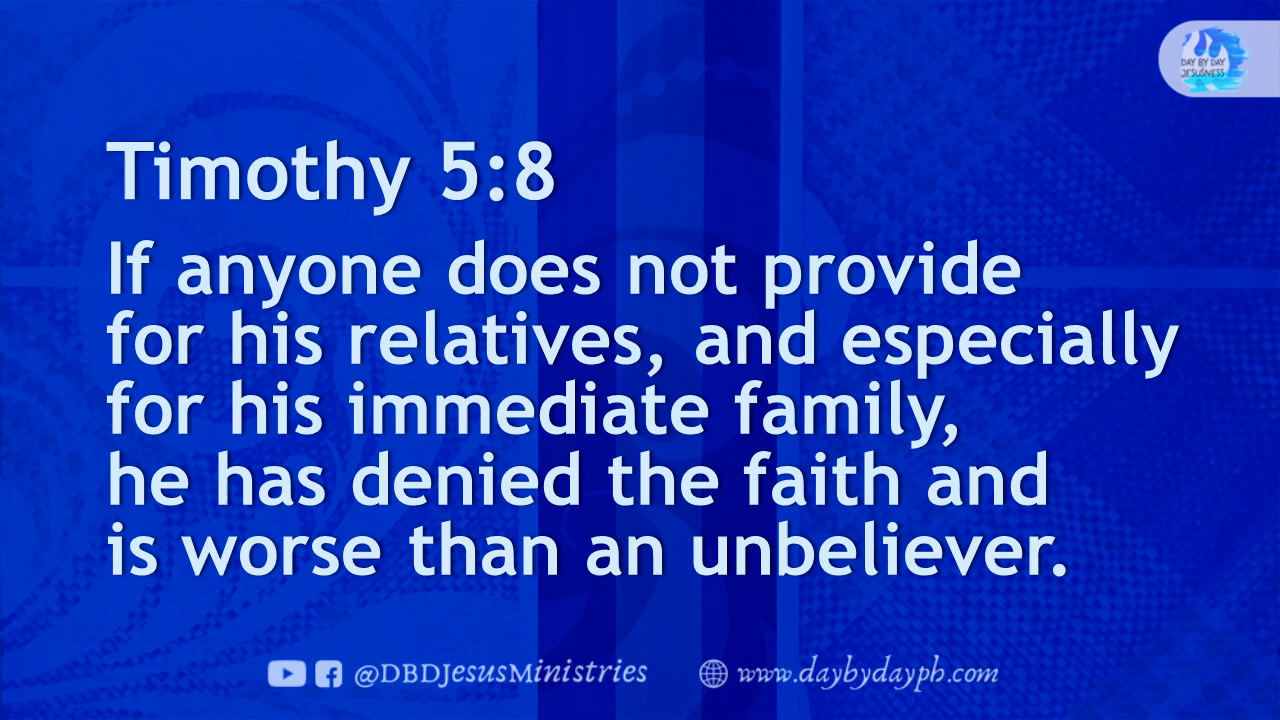 DAY BY DAY
JESUSNESS
Timothy 5:8
If anyone does not provide
for his relatives, and especially
for his immediate family,
he has denied the faith and
is worse than an unbeliever.
@DBDJesusMinistries
www.daybydayph.com